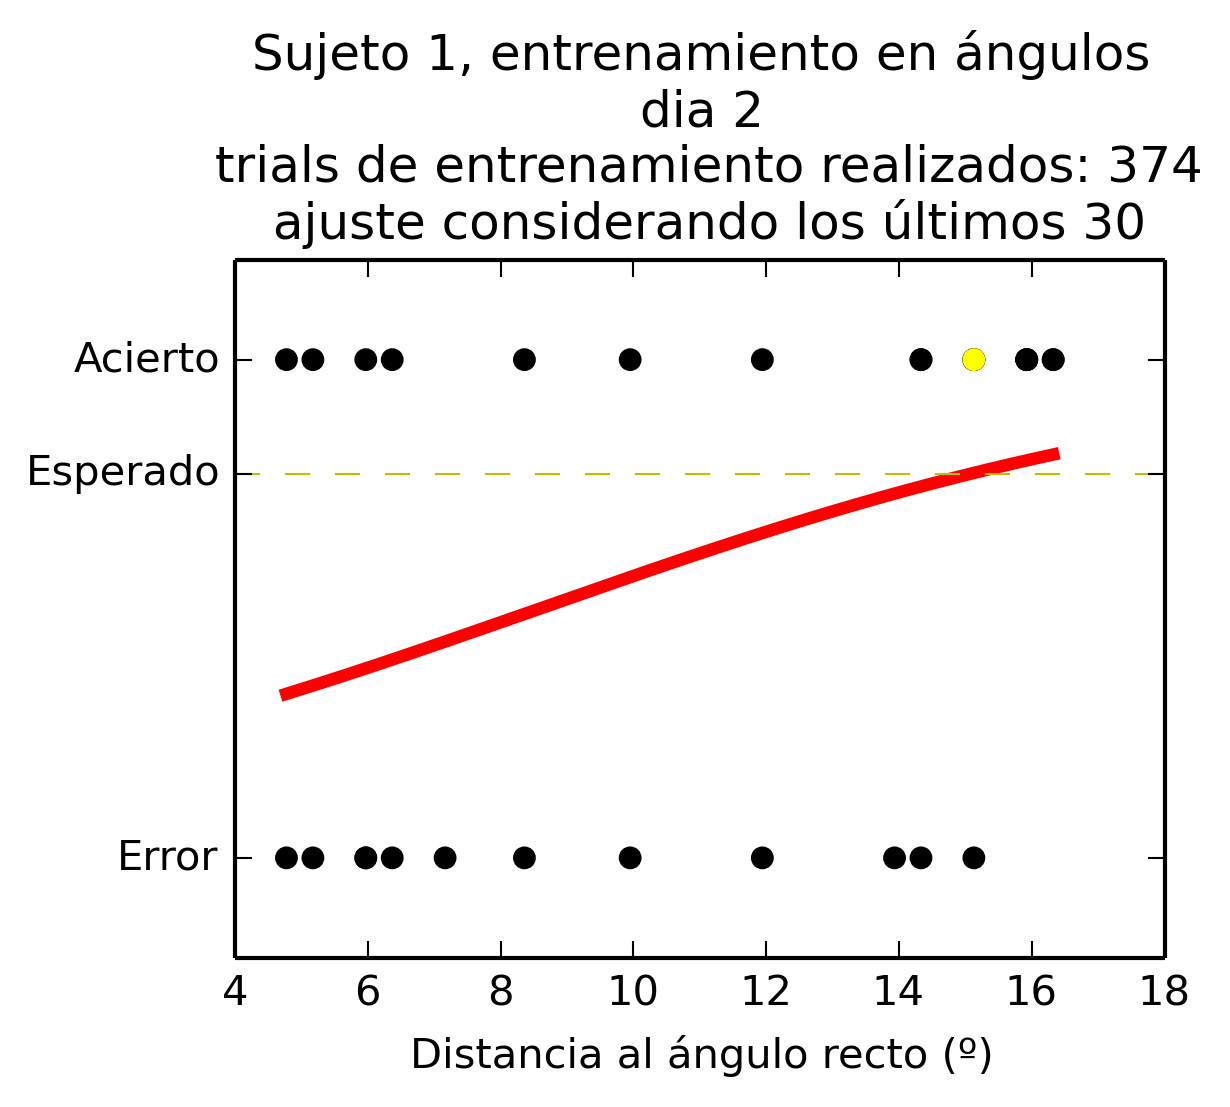 Sujeto 1, entrenamiento en ángulos
dia 2
trials de entrenamiento realizados: 374
ajuste considerando los últimos 30
Acierto
Esperado
Error
4 6 8 10 12 14 16 18
Distancia al ángulo recto (º)